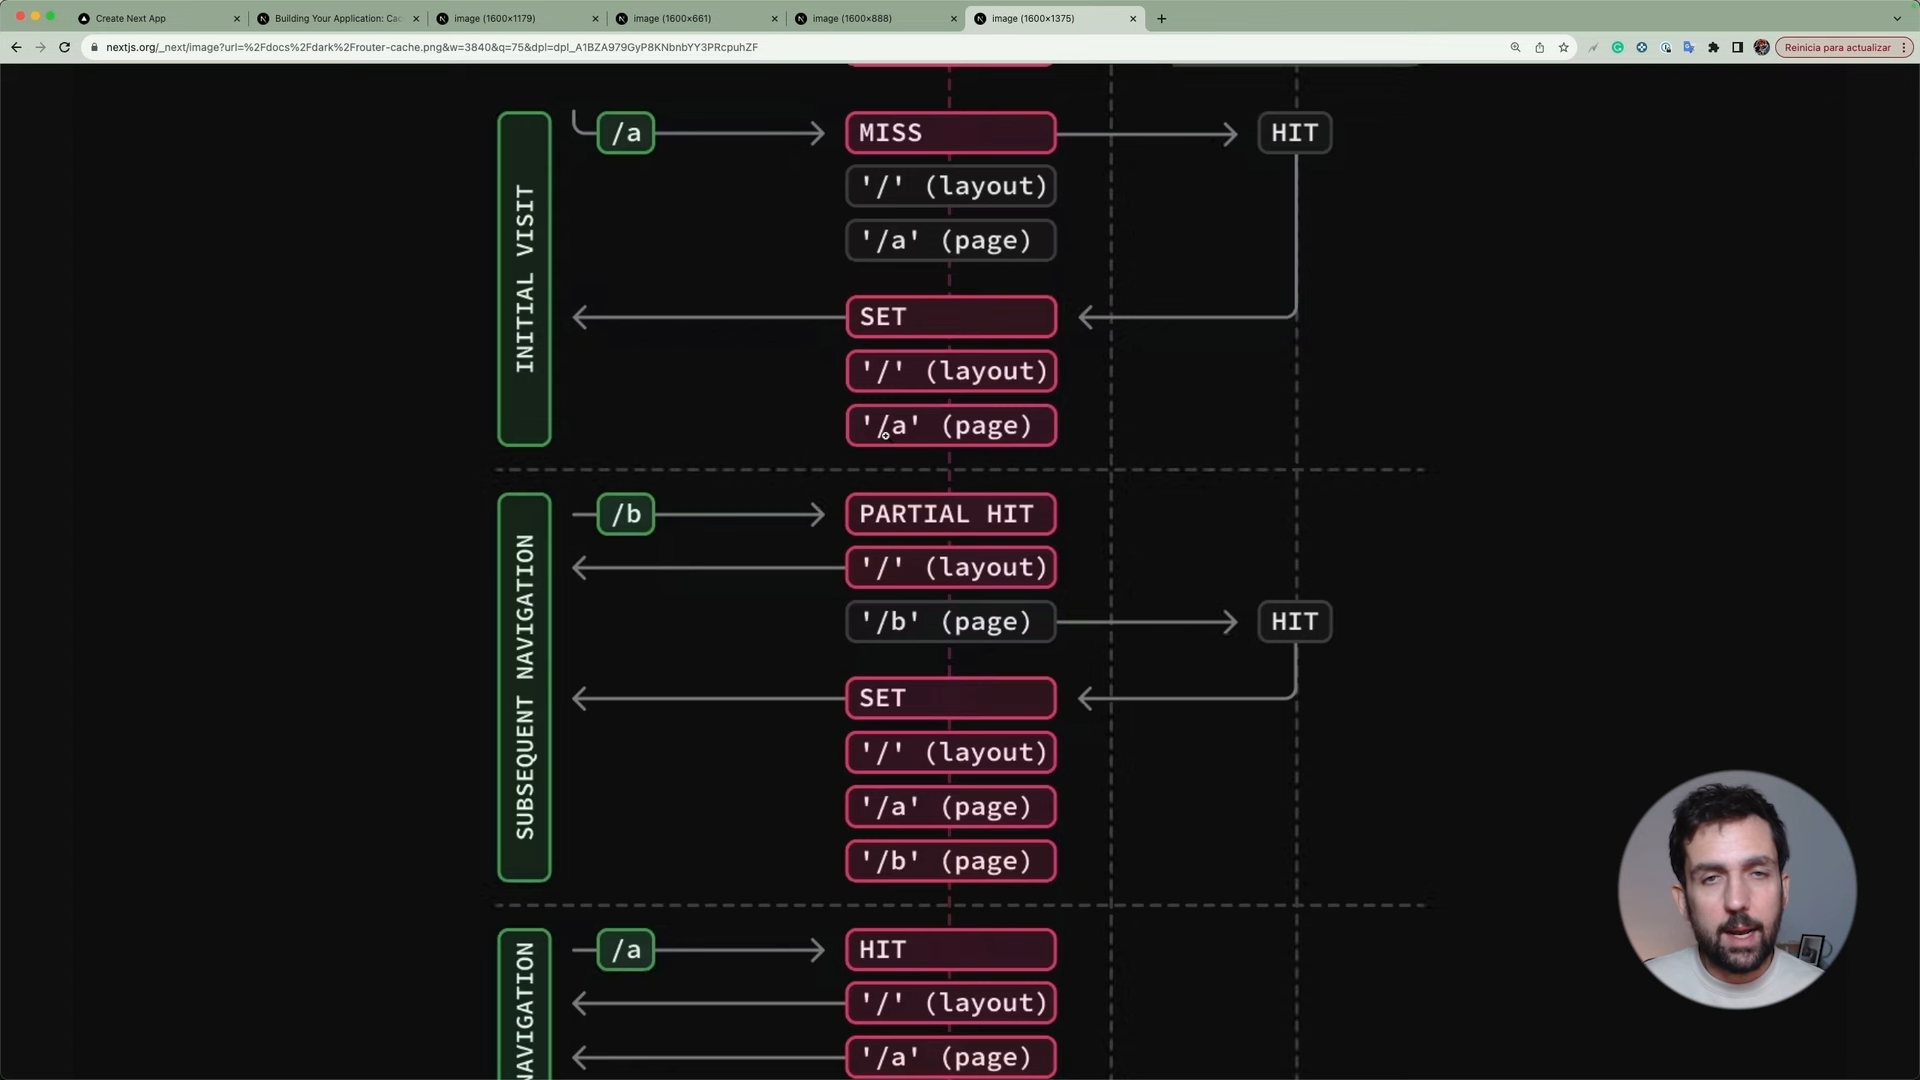 Create Next App
Building Your Application: Cac
image (1600×1179)
image (1600×661)
image (1600×888)
image (1600×1375)
nextjs.org/_next/image?url=%2Fdocs%2Fdark%2Frouter-cache.png&w=3840&q=75&dpl=dpl_A1BZA979GyP8KNbnbYY3PRcpuhZF
Reinicia para actualizar
INITIAL VISIT
/a
MISS
HIT
'/' (layout)
'/a' (page)
SET
'/' (layout)
'/a' (page)
SUBSEQUENT NAVIGATION
/b
PARTIAL HIT
'/' (layout)
'/b' (page)
HIT
SET
'/' (layout)
'/a' (page)
'/b' (page)
NAVIGATION
/a
HIT
'/' (layout)
'/a' (page)